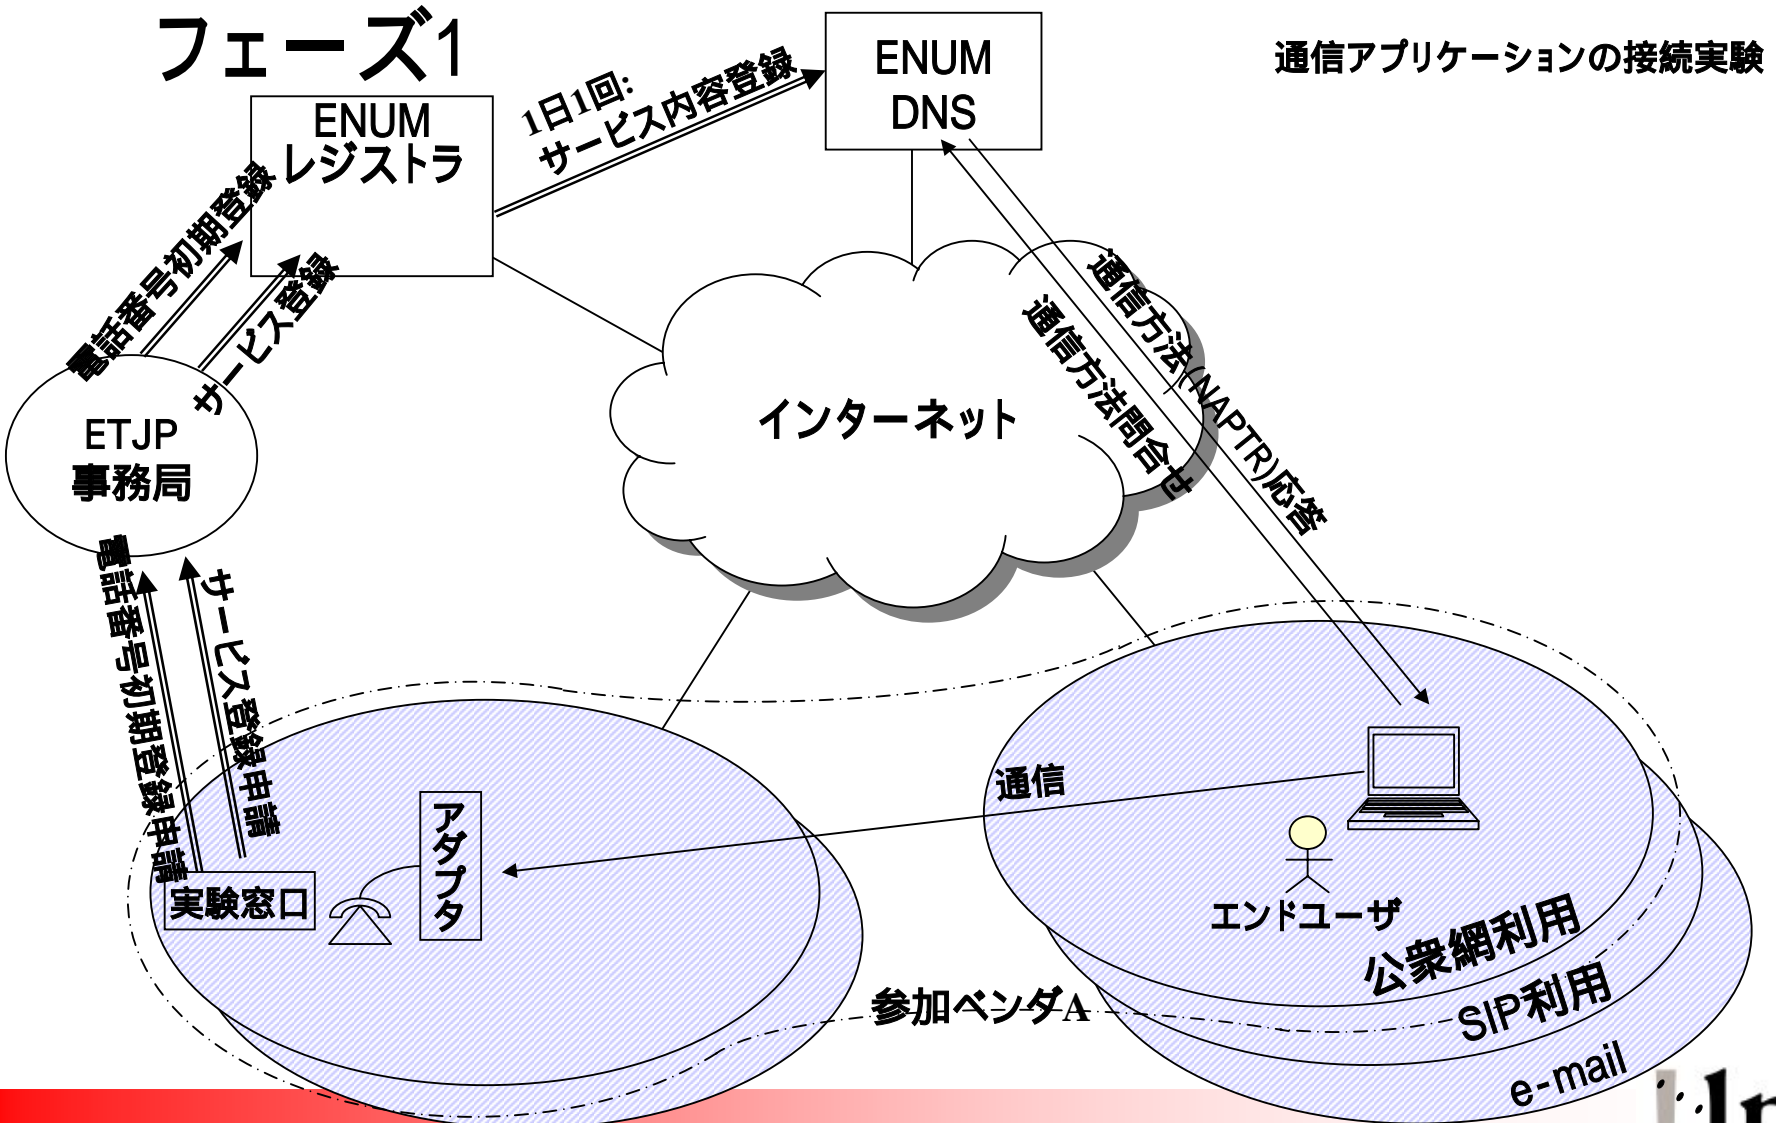 フェーズ1
通信アプリケーションの接続実験
ENUM
DNS
1日1回:
サービス内容登録
ENUM
レジストラ
電話番号初期登録
サービス登録
ETJP
事務局
インターネット
通信方法(NAPTR)応答
通信方法問合せ
電話番号初期登録申請
サービス登録申請
通信
アダプタ
実験窓口
エンドユーザ
公衆網利用
SIP利用
e-mail
参加ベンダA